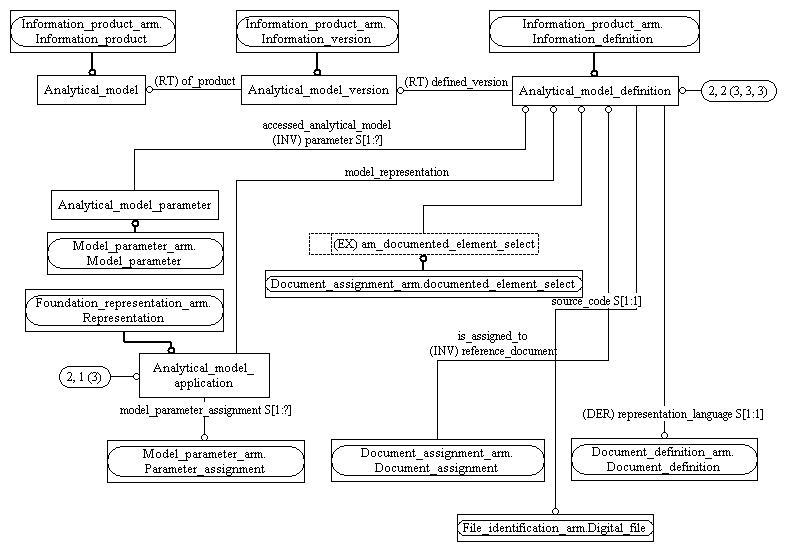 Information_product_arm.
Information_product
Information_product_arm.
Information_version
Information_product_arm.
Information_definition
Analytical_model
(RT) of_product
Analytical_model_version
(RT) defined_version
Analytical_model_definition
2, 2 (3, 3, 3)
accessed_analytical_model
(INV) parameter S[1:?]
model_representation
Analytical_model_parameter
Model_parameter_arm.
Model_parameter
(EX) am_documented_element_select
Document_assignment_arm.documented_element_select
Foundation_representation_arm.
Representation
source_code S[1:1]
is_assigned_to
(INV) reference_document
2, 1 (3)
Analytical_model_
application
model_parameter_assignment S[1:?]
(DER) representation_language S[1:1]
Model_parameter_arm.
Parameter_assignment
Document_assignment_arm.
Document_assignment
Document_definition_arm.
Document_definition
File_identification_arm.Digital_file